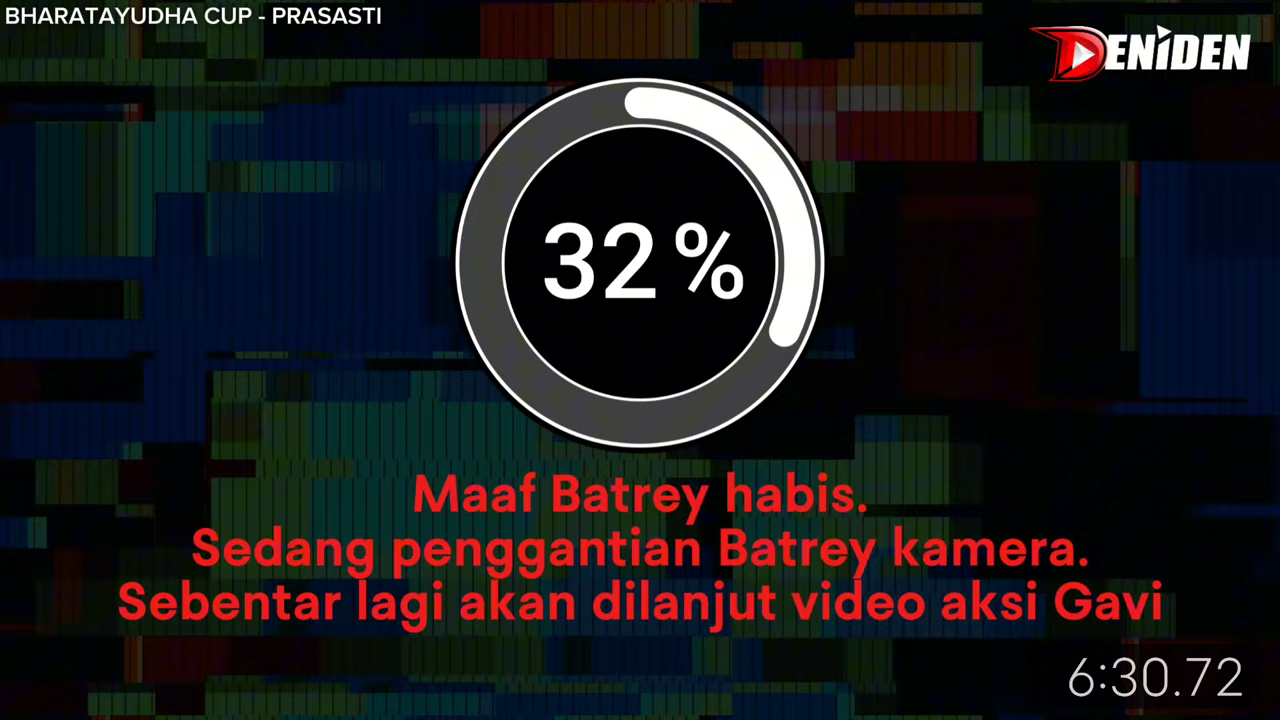 BHARATAYUDHA CUP - PRASASTI
DENIDEN
32%
Maaf Batrey habis.
Sedang penggantian Batrey kamera.
Sebentar lagi akan dilanjut video aksi Gavi
6:30.72